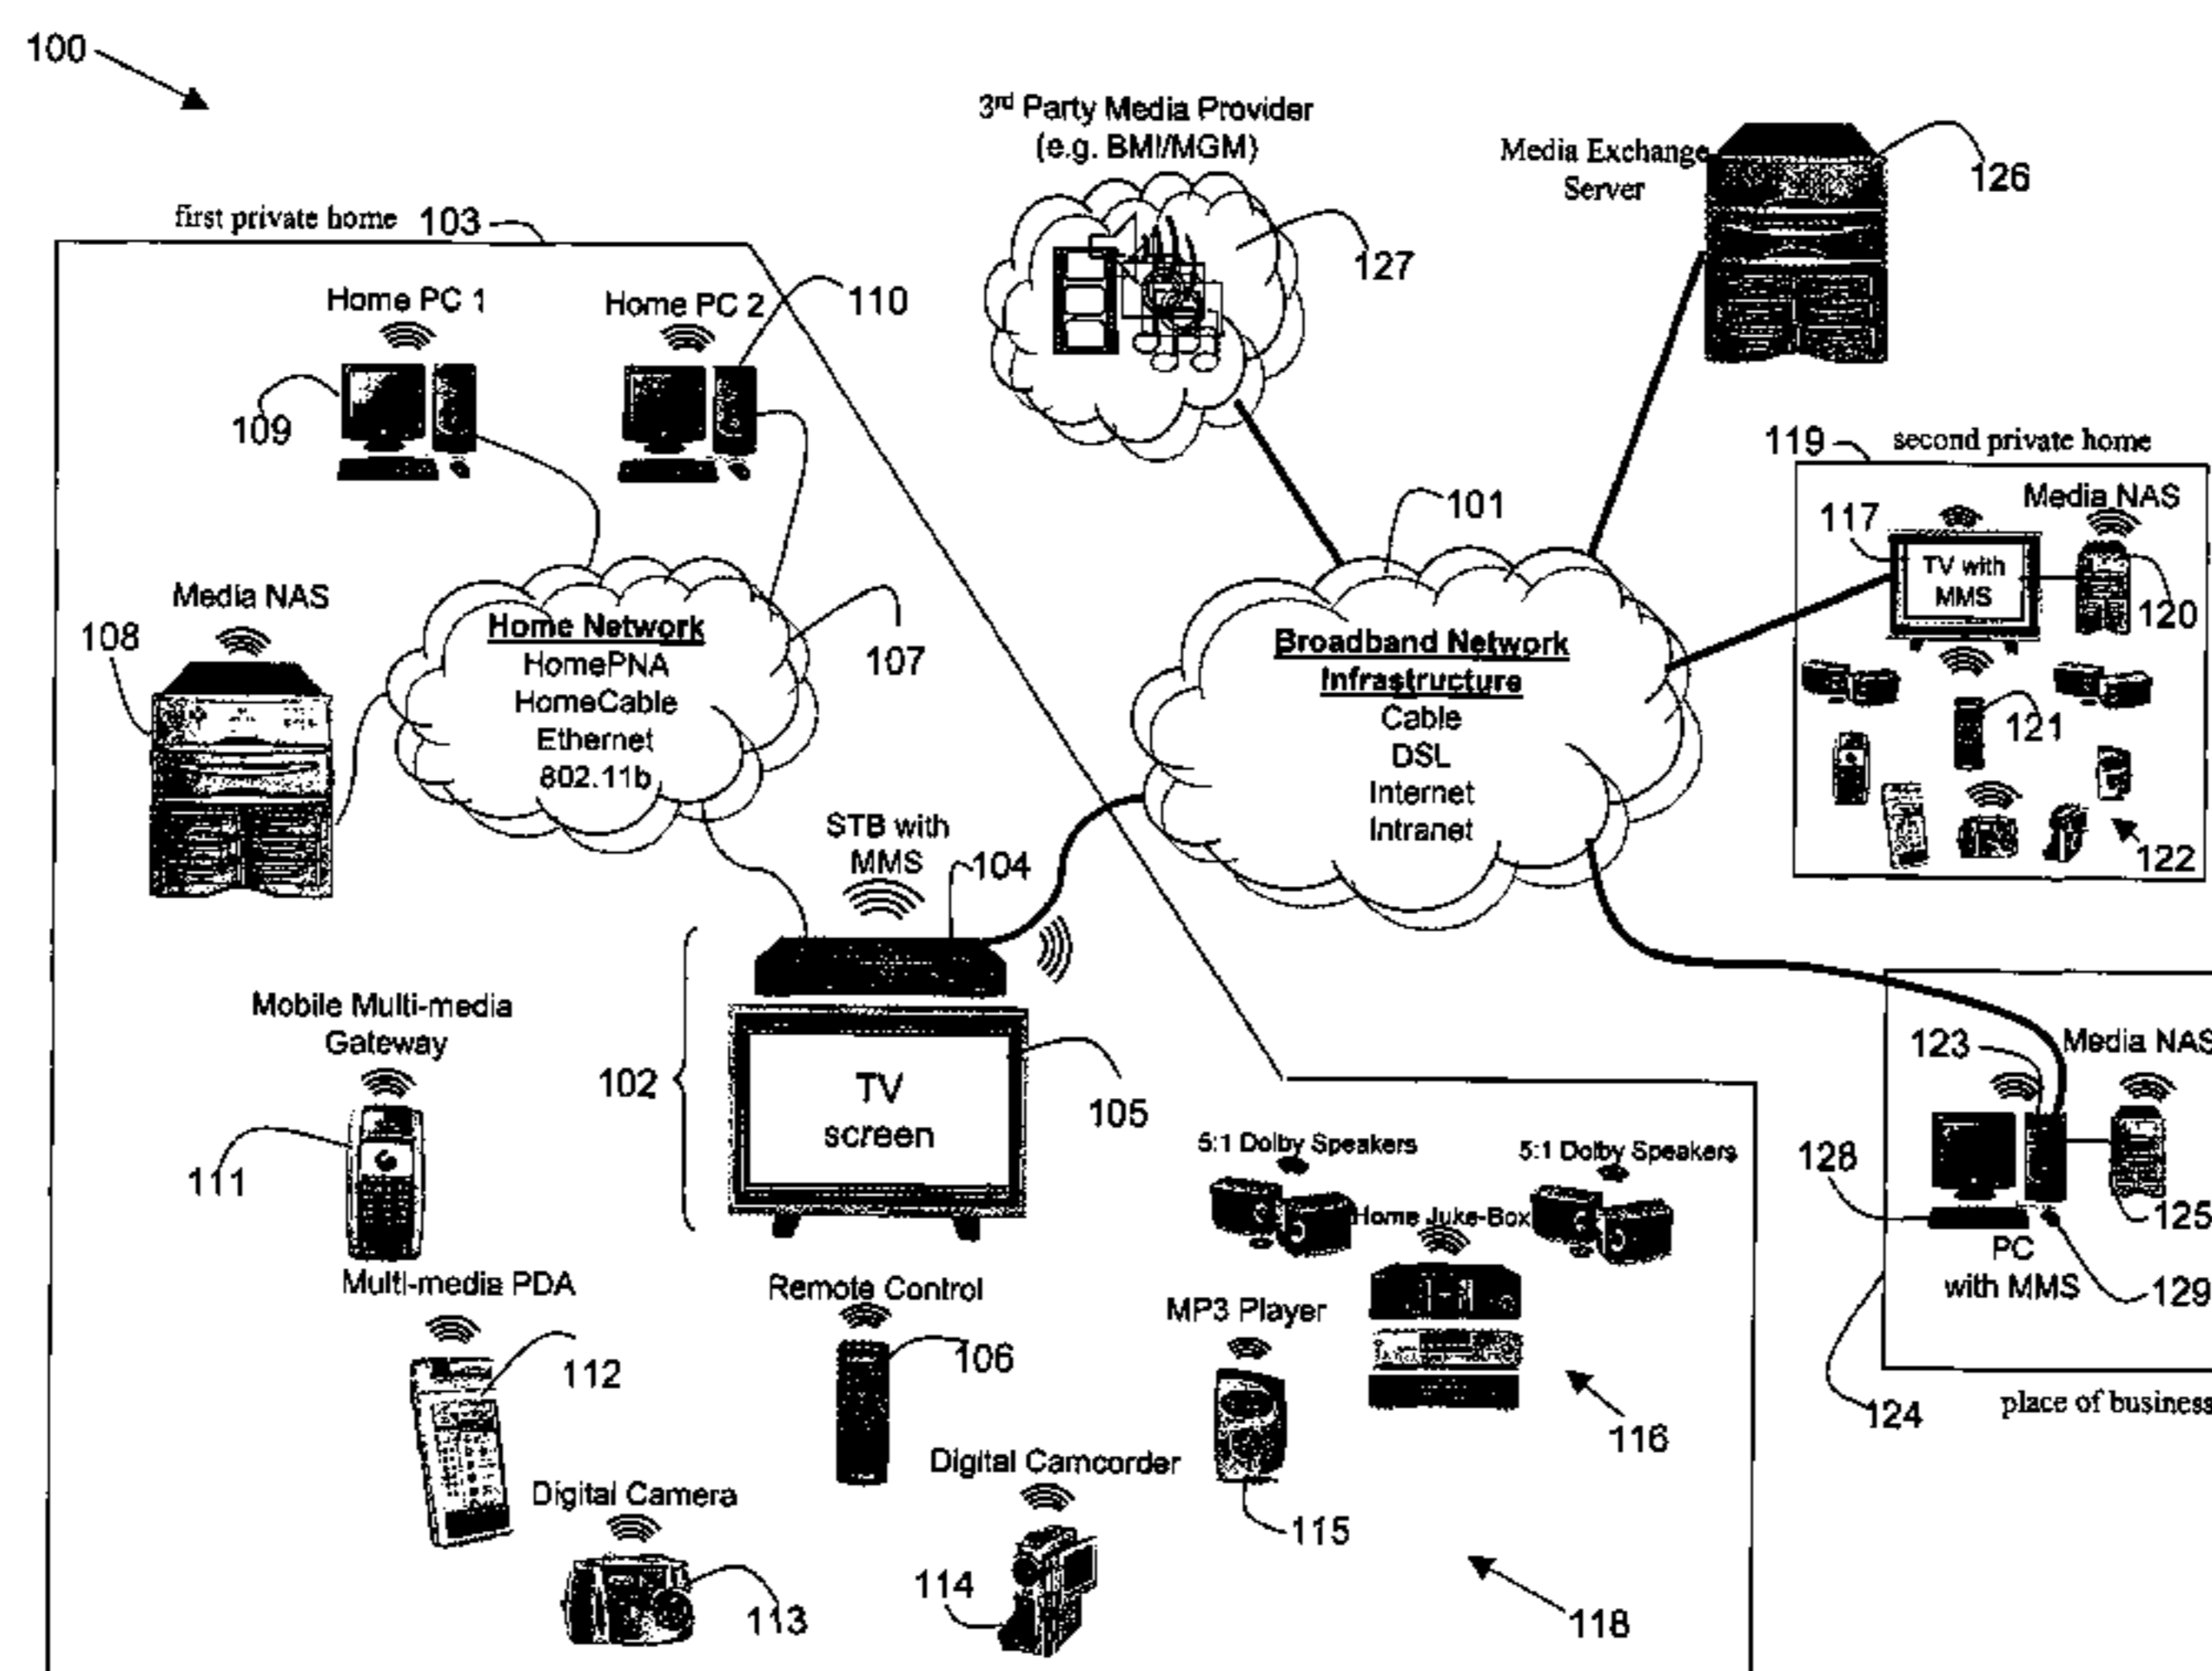 100
3rd Party Media Provider
(e.g. BMI/MGM)
127
Media Exchange
Server
126
first private home
103
Home PC 1
109
Home PC 2
110
Media NAS
108
Home Network
HomePNA
HomeCable
Ethernet
802.11b
107
101
Broadband Network
Infrastructure
Cable
DSL
Internet
Intranet
119
second private home
117
TV with
MMS
Media NAS
120
121
122
STB with
MMS
104
102
TV
screen
105
Mobile Multi-media
Gateway
111
Multi-media PDA
112
Digital Camera
113
Remote Control
106
Digital Camcorder
114
5:1 Dolby Speakers
5:1 Dolby Speakers
Home Juke-Box
MP3 Player
115
116
118
123
Media NAS
128
125
PC
with MMS
129
124
place of business